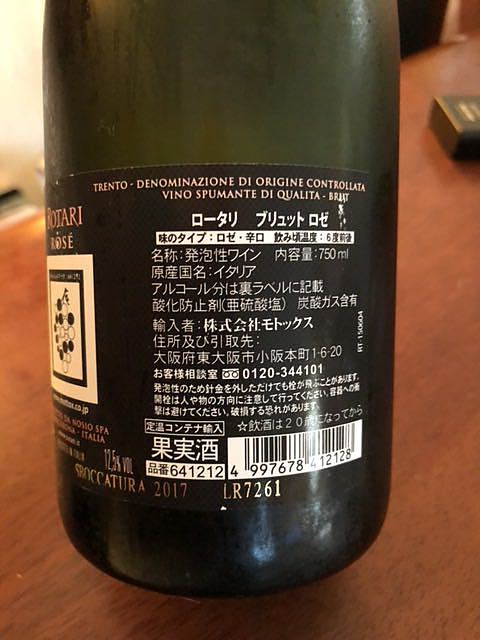 TRENTO - DENOMINAZIONE DI ORIGINE CONTROLLATA
VINO SPUMANTE DI QUALITA - BRUT
ROTARI
ROSÉ
ロータリ ブリュット ロゼ
味のタイプ：ロゼ・辛口 飲み頃温度：6度前後
名称：発泡性ワイン 内容量：750ml
原産国名：イタリア
アルコール分は裏ラベルに記載
酸化防止剤(亜硫酸塩) 炭酸ガス含有
輸入者：株式会社モトックス
住所及び引取先：
大阪府東大阪市小阪本町1-6-20
お客様相談室 0120-344101
発泡性のため針金を外しただけでも栓が飛ぶことがあります。
開栓は人や物の方向に注意して行ってください。容器への衝
撃は避けてください。破損する恐れがあります。
定温コンテナ輸入 ☆飲酒は20歳になってから
果実酒
品番 641212
4 997678 412128
RT-150604
.mottox.co.jp
NOSIO SPA
- ITALIA
12,5% VOL
SBOCCATURA 2017 LR7261